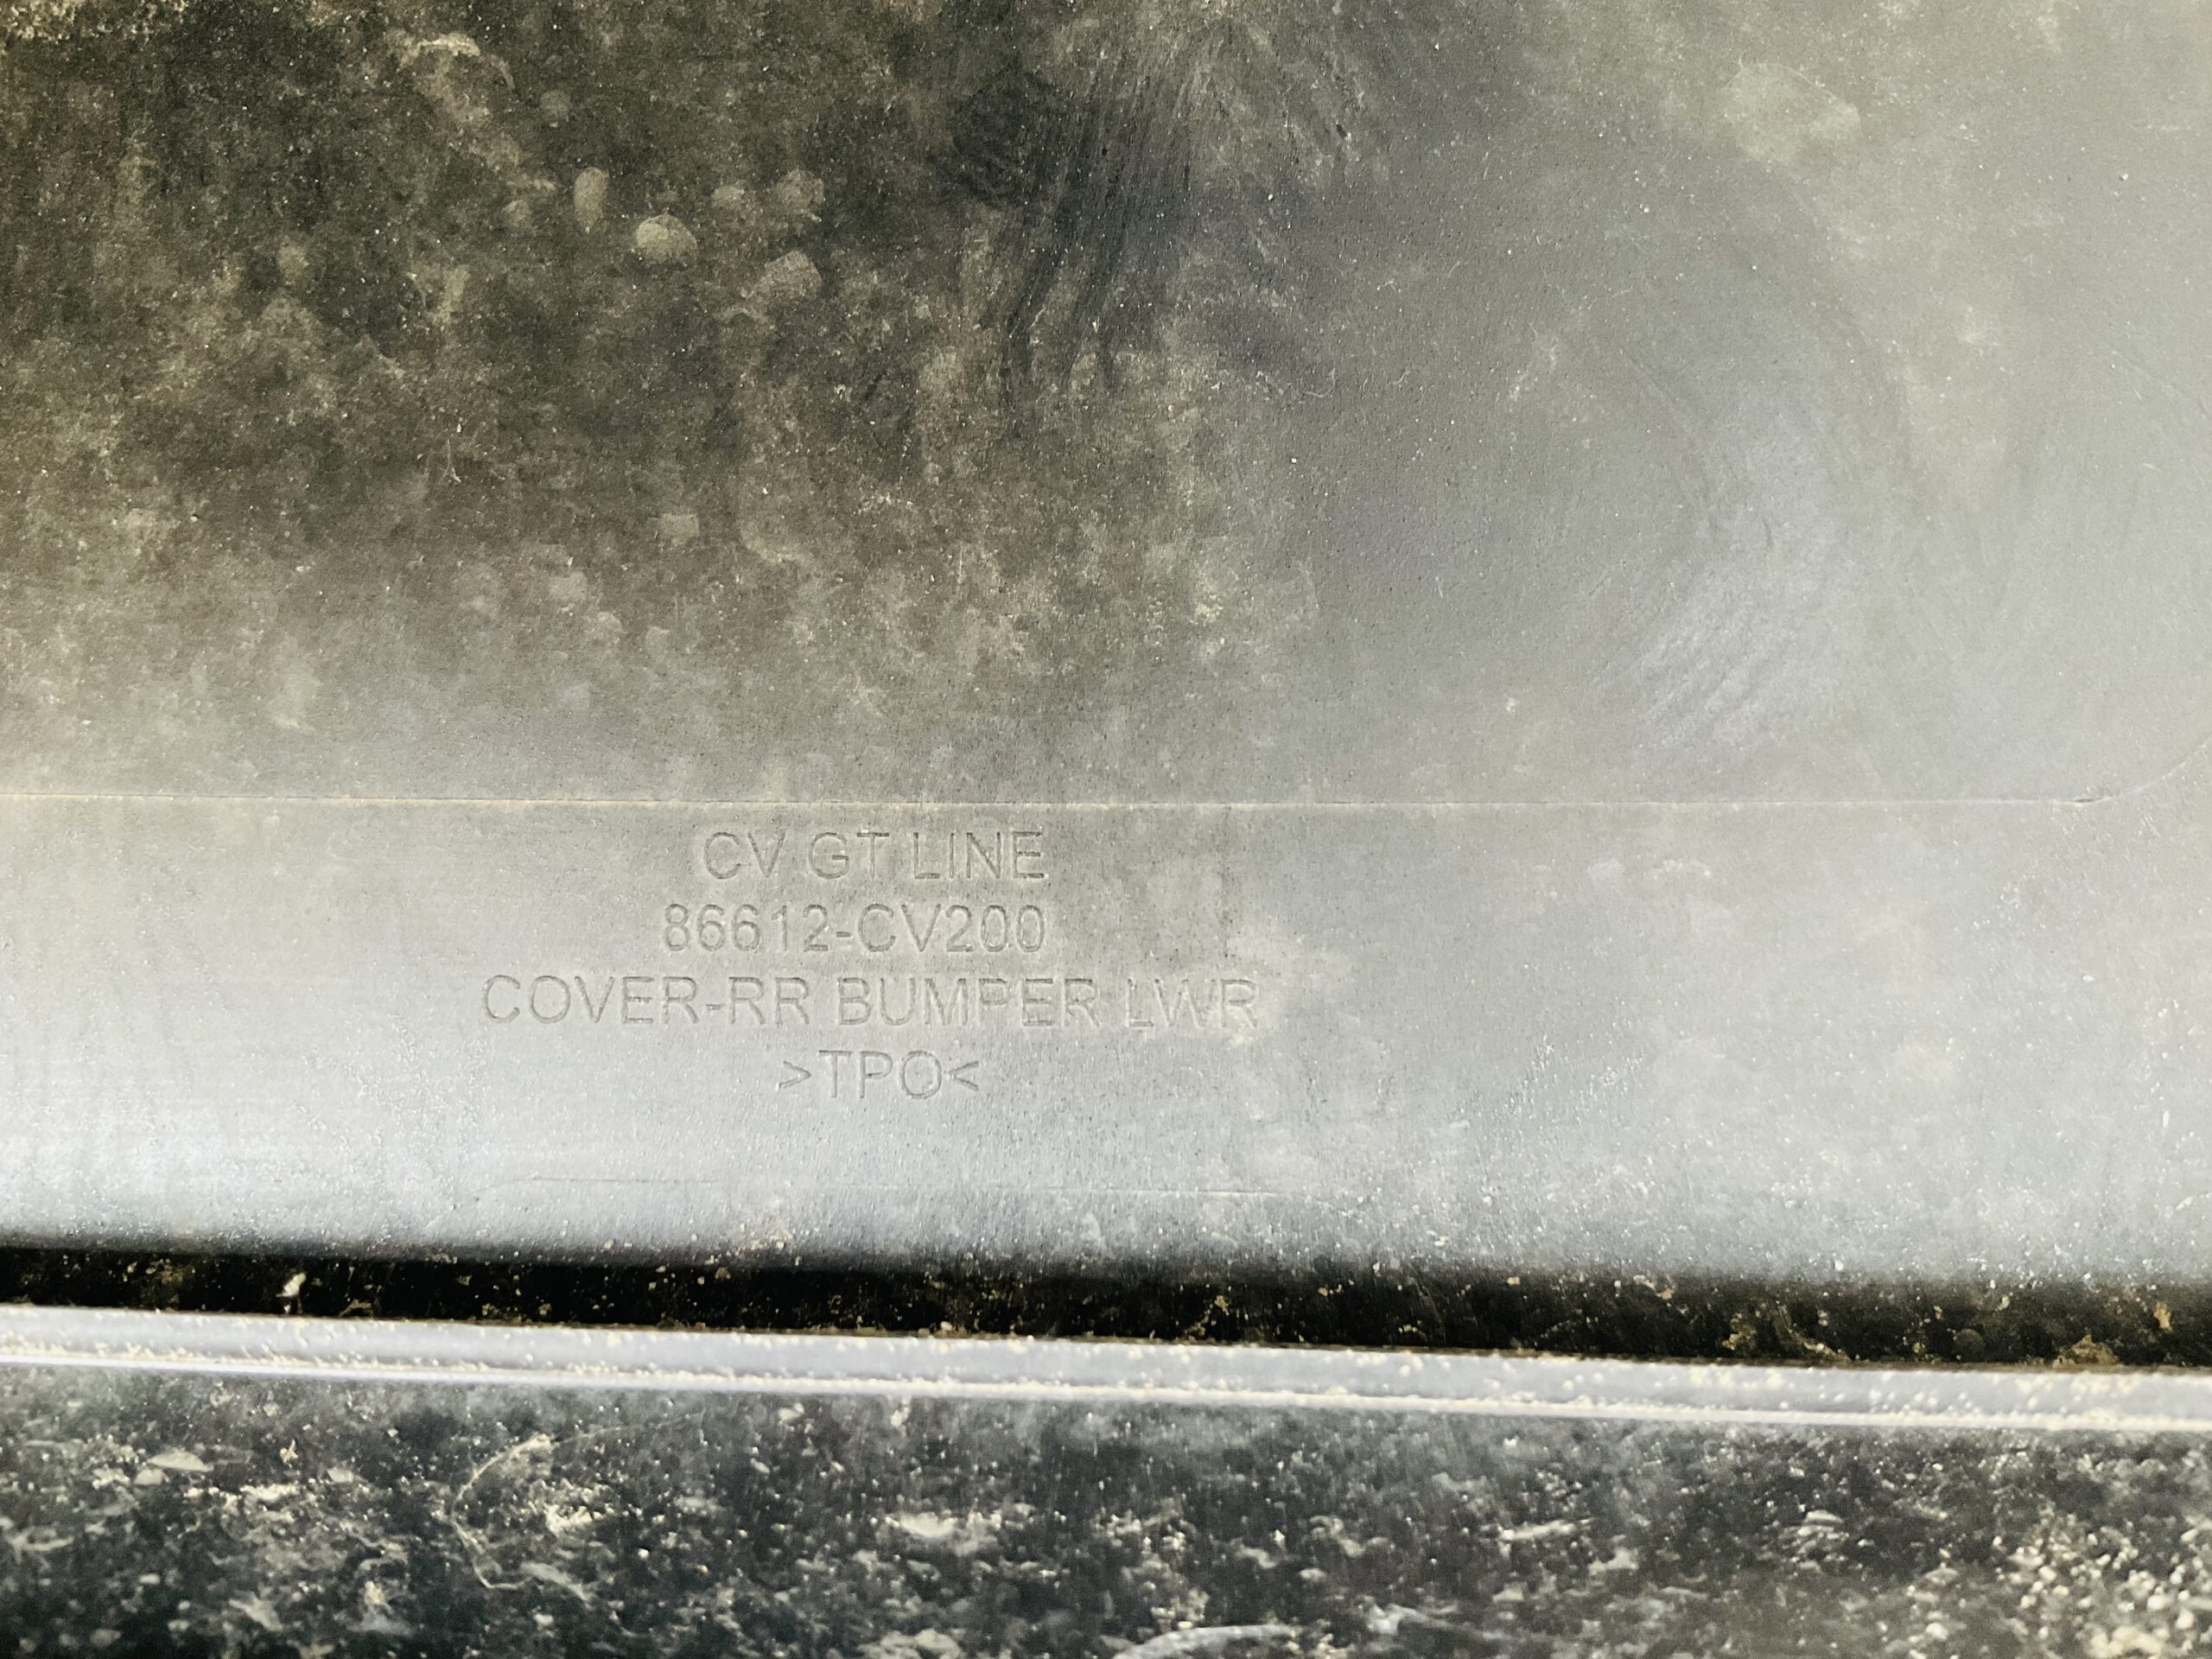 CV GT LINE
86612-CV200
COVER-RR BUMPER LWR
>TPO<